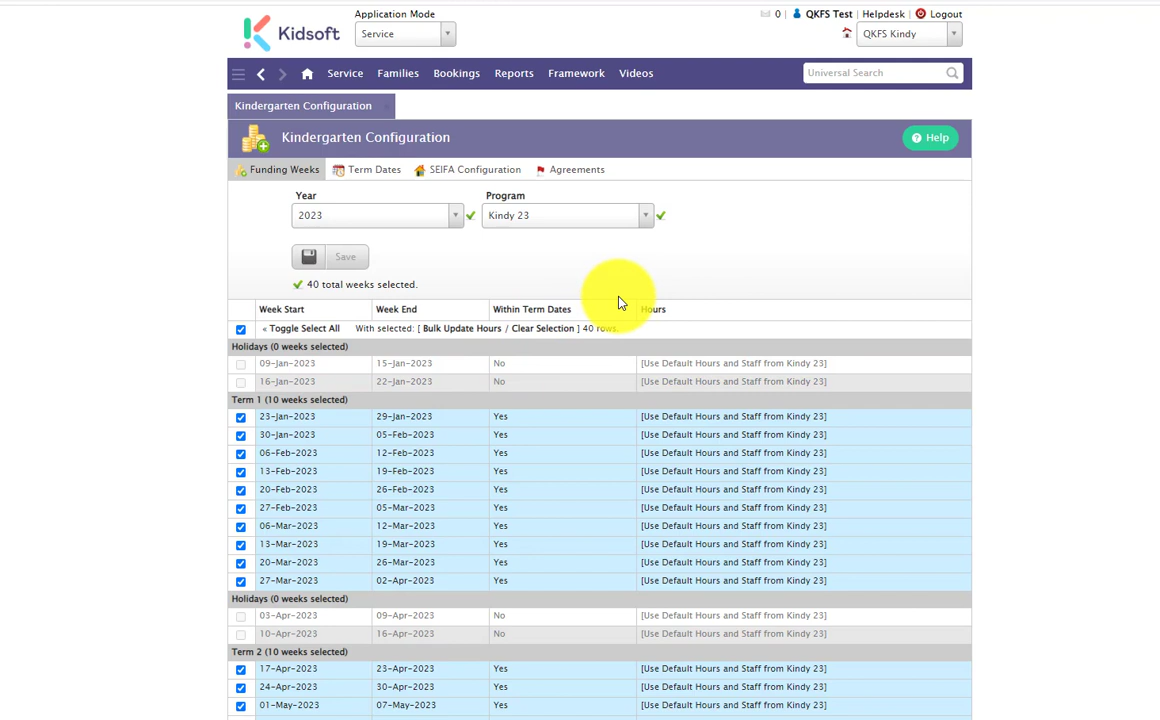 Application Mode
0 | QKFS Test | Helpdesk | Logout
Kidsoft
Service
QKFS Kindy
Service Families Bookings Reports Framework Videos
Universal Search
Kindergarten Configuration
Kindergarten Configuration
Help
Funding Weeks Term Dates SEIFA Configuration Agreements
Year Program
2023 Kindy 23
Save
40 total weeks selected.
Week Start Week End Within Term Dates Hours
« Toggle Select All With selected: [ Bulk Update Hours / Clear Selection ] 40 rows.
Holidays (0 weeks selected)
09-Jan-2023 15-Jan-2023 No [Use Default Hours and Staff from Kindy 23]
16-Jan-2023 22-Jan-2023 No [Use Default Hours and Staff from Kindy 23]
Term 1 (10 weeks selected)
23-Jan-2023 29-Jan-2023 Yes [Use Default Hours and Staff from Kindy 23]
30-Jan-2023 05-Feb-2023 Yes [Use Default Hours and Staff from Kindy 23]
06-Feb-2023 12-Feb-2023 Yes [Use Default Hours and Staff from Kindy 23]
13-Feb-2023 19-Feb-2023 Yes [Use Default Hours and Staff from Kindy 23]
20-Feb-2023 26-Feb-2023 Yes [Use Default Hours and Staff from Kindy 23]
27-Feb-2023 05-Mar-2023 Yes [Use Default Hours and Staff from Kindy 23]
06-Mar-2023 12-Mar-2023 Yes [Use Default Hours and Staff from Kindy 23]
13-Mar-2023 19-Mar-2023 Yes [Use Default Hours and Staff from Kindy 23]
20-Mar-2023 26-Mar-2023 Yes [Use Default Hours and Staff from Kindy 23]
27-Mar-2023 02-Apr-2023 Yes [Use Default Hours and Staff from Kindy 23]
Holidays (0 weeks selected)
03-Apr-2023 09-Apr-2023 No [Use Default Hours and Staff from Kindy 23]
10-Apr-2023 16-Apr-2023 No [Use Default Hours and Staff from Kindy 23]
Term 2 (10 weeks selected)
17-Apr-2023 23-Apr-2023 Yes [Use Default Hours and Staff from Kindy 23]
24-Apr-2023 30-Apr-2023 Yes [Use Default Hours and Staff from Kindy 23]
01-May-2023 07-May-2023 Yes [Use Default Hours and Staff from Kindy 23]